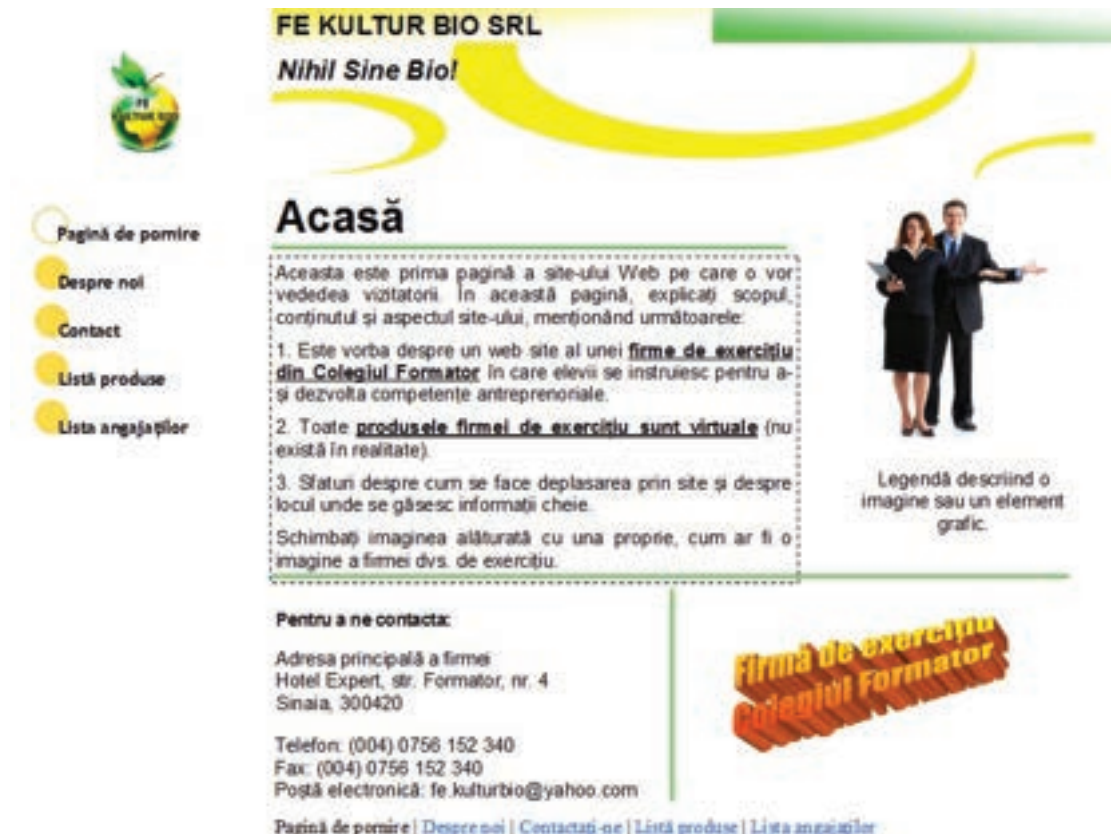 FE KULTUR BIO SRL
Nihil Sine Bio!
FE
KULTUR BIO
Pagină de pornire
Despre noi
Contact
Listă produse
Lista angajaților
Acasă
Aceasta este prima pagină a site-ului Web pe care o vor
vededea vizitatorii. În această pagină, explicați scopul,
conținutul și aspectul site-ului, menționând următoarele:
1. Este vorba despre un web site al unei firme de exercițiu
din Colegiul Formator în care elevii se instruiesc pentru a-
și dezvolta competențe antreprenoriale.
2. Toate produsele firmei de exercițiu sunt virtuale (nu
există în realitate).
3. Sfaturi despre cum se face deplasarea prin site și despre
locul unde se găsesc informații cheie.
Schimbați imaginea alăturată cu una proprie, cum ar fi o
imagine a firmei dvs. de exercițiu.
Legendă descriind o
imagine sau un element
grafic.
Pentru a ne contacta:
Adresa principală a firmei
Hotel Expert, str. Formator, nr. 4
Sinaia, 300420
Telefon: (004) 0756 152 340
Fax: (004) 0756 152 340
Poștă electronică: fe.kulturbio@yahoo.com
Firmă de exercițiu
Colegiul Formator
Pagină de pornire | Despre noi | Contactați-ne | Listă produse | Lista angajaților